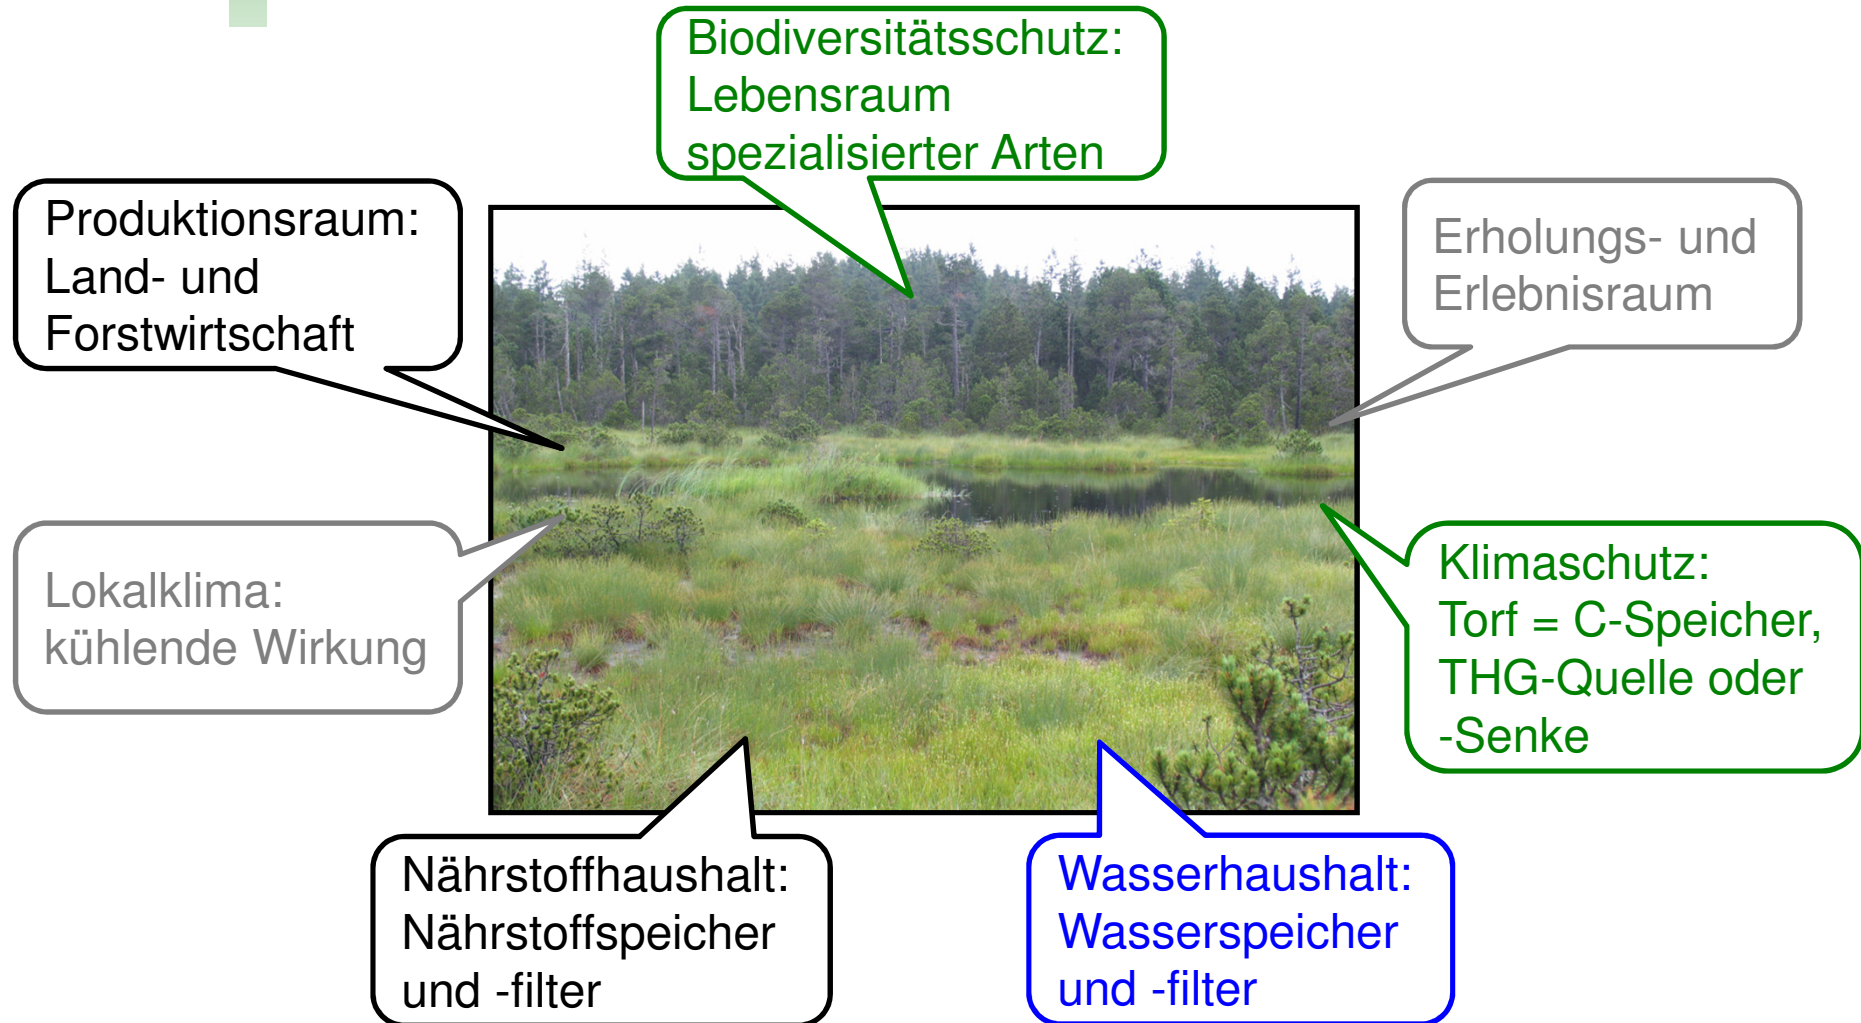 Biodiversitätsschutz:
Lebensraum
spezialisierter Arten
Produktionsraum:
Land- und
Forstwirtschaft
Erholungs- und
Erlebnisraum
Lokalklima:
kühlende Wirkung
Klimaschutz:
Torf = C-Speicher,
THG-Quelle oder
-Senke
Nährstoffhaushalt:
Nährstoffspeicher
und -filter
Wasserhaushalt:
Wasserspeicher
und -filter